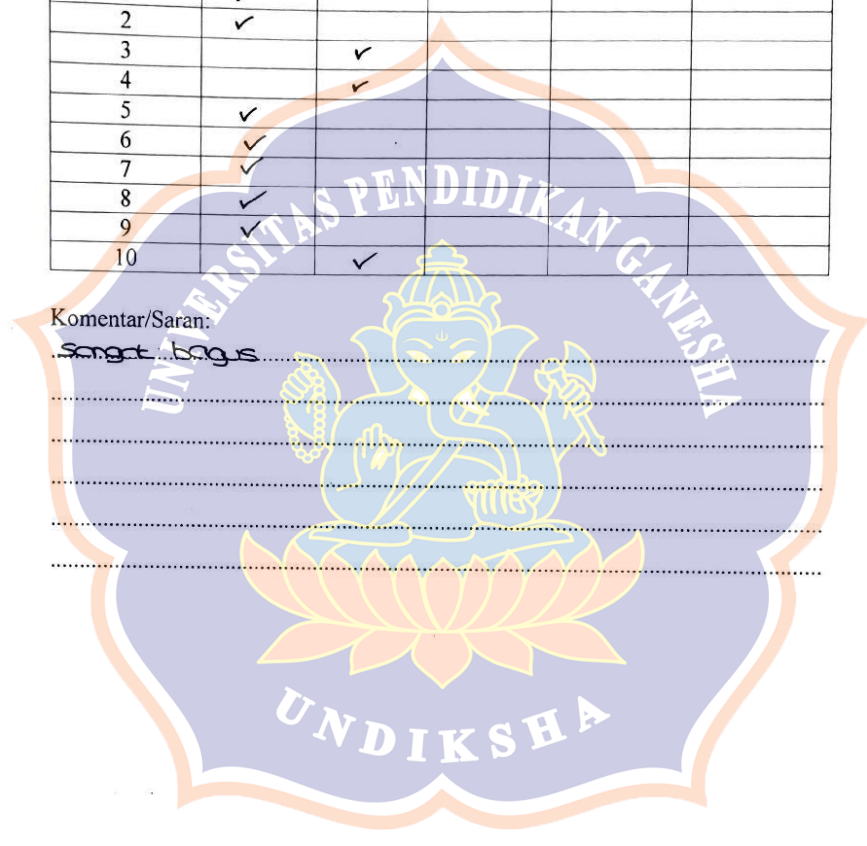 2 ✓
3 ✓
4 ✓
5 ✓
6 ✓
7 ✓
8 ✓
9 ✓
10 ✓
UNIVERSITAS PENDIDIKAN GANESHA
Komentar/Saran:
Sangat bagus
UNDIKSHA